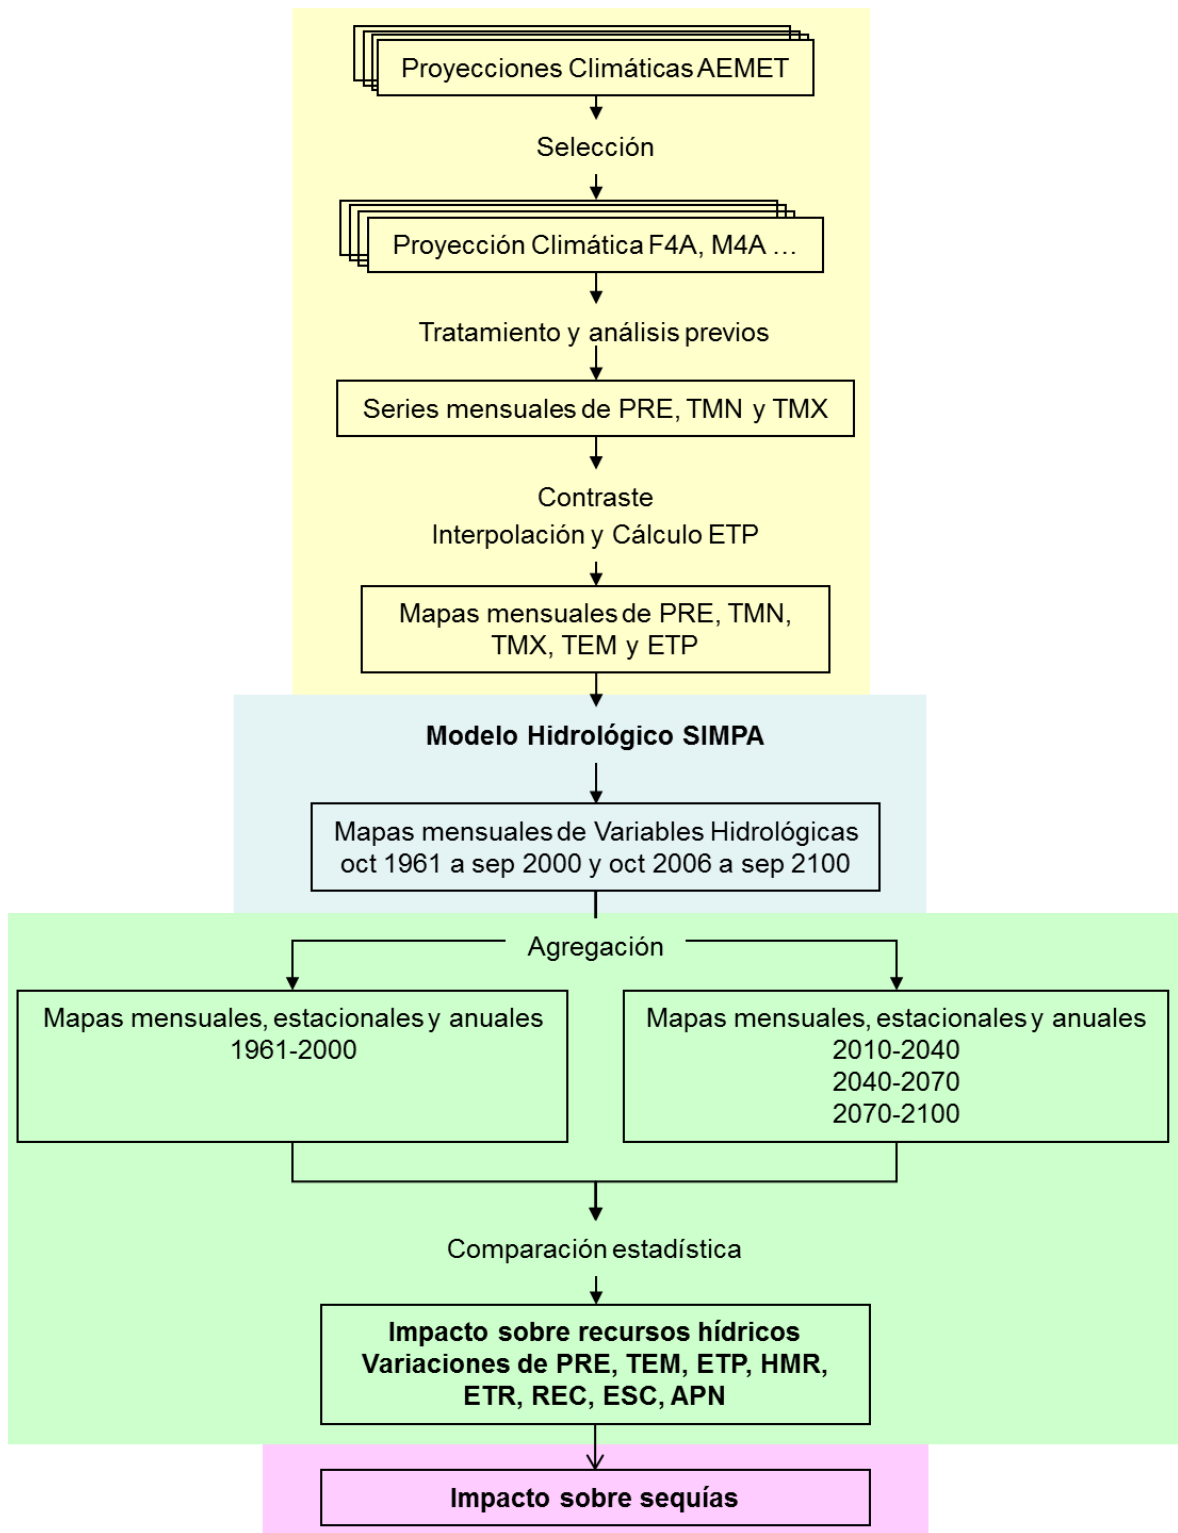 Proyecciones Climáticas AEMET
Selección
Proyección Climática F4A, M4A ...
Tratamiento y análisis previos
Series mensuales de PRE, TMN y TMX
Contraste
Interpolación y Cálculo ETP
Mapas mensuales de PRE, TMN,
TMX, TEM y ETP
Modelo Hidrológico SIMPA
Mapas mensuales de Variables Hidrológicas
oct 1961 a sep 2000 y oct 2006 a sep 2100
Agregación
Mapas mensuales, estacionales y anuales
1961-2000
Mapas mensuales, estacionales y anuales
2010-2040
2040-2070
2070-2100
Comparación estadística
Impacto sobre recursos hídricos
Variaciones de PRE, TEM, ETP, HMR,
ETR, REC, ESC, APN
Impacto sobre sequías